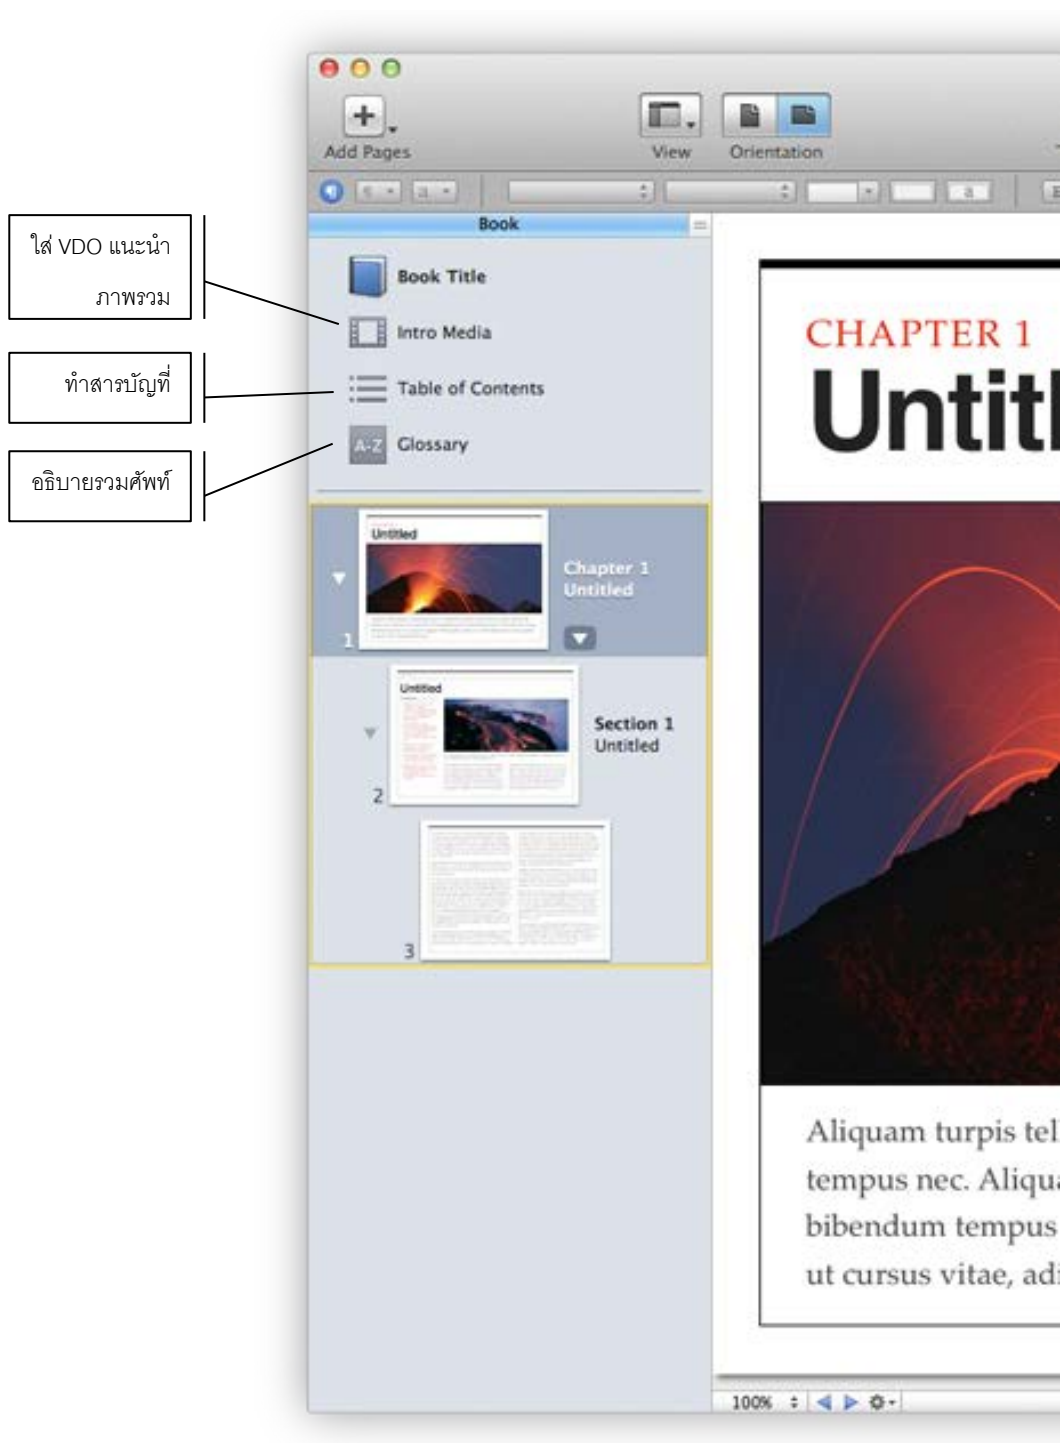 Add Pages
View
Orientation
a
a
Book
Book Title
Intro Media
Table of Contents
A-Z Glossary
ใส่ VDO แนะนำ
ภาพรวม
ทำสารบัญที่
อธิบายรวมศัพท์
Untitled
Chapter 1
Untitled
1
Untitled
Section 1
Untitled
2
3
CHAPTER 1
Untitl
Aliquam turpis tell
tempus nec. Aliqua
bibendum tempus
ut cursus vitae, adi
100%